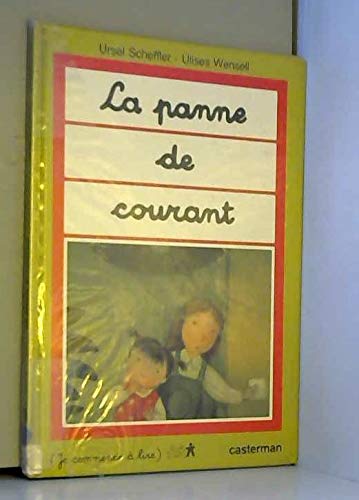 Ursel Scheffler - Ulises Wensell
La panne
de
courant
(Je commence à lire)
casterman